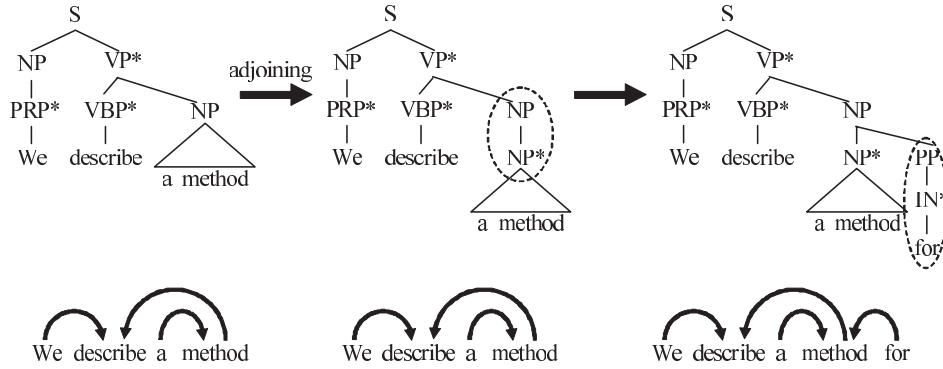 S S S
NP VP* NP VP* NP VP*
adjoining
PRP* VBP* NP PRP* VBP* NP PRP* VBP* NP
We describe We describe NP* We describe NP* PP
a method
IN*
a method a method
for
We describe a method We describe a method We describe a method for